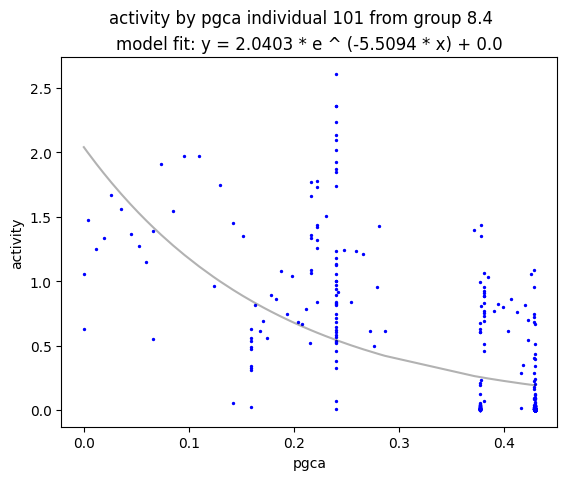 activity by pgca individual 101 from group 8.4
model fit: y = 2.0403 * e ^ (-5.5094 * x) + 0.0
2.5
2.0
1.5
1.0
0.5
0.0
activity
0.0 0.1 0.2 0.3 0.4
pgca